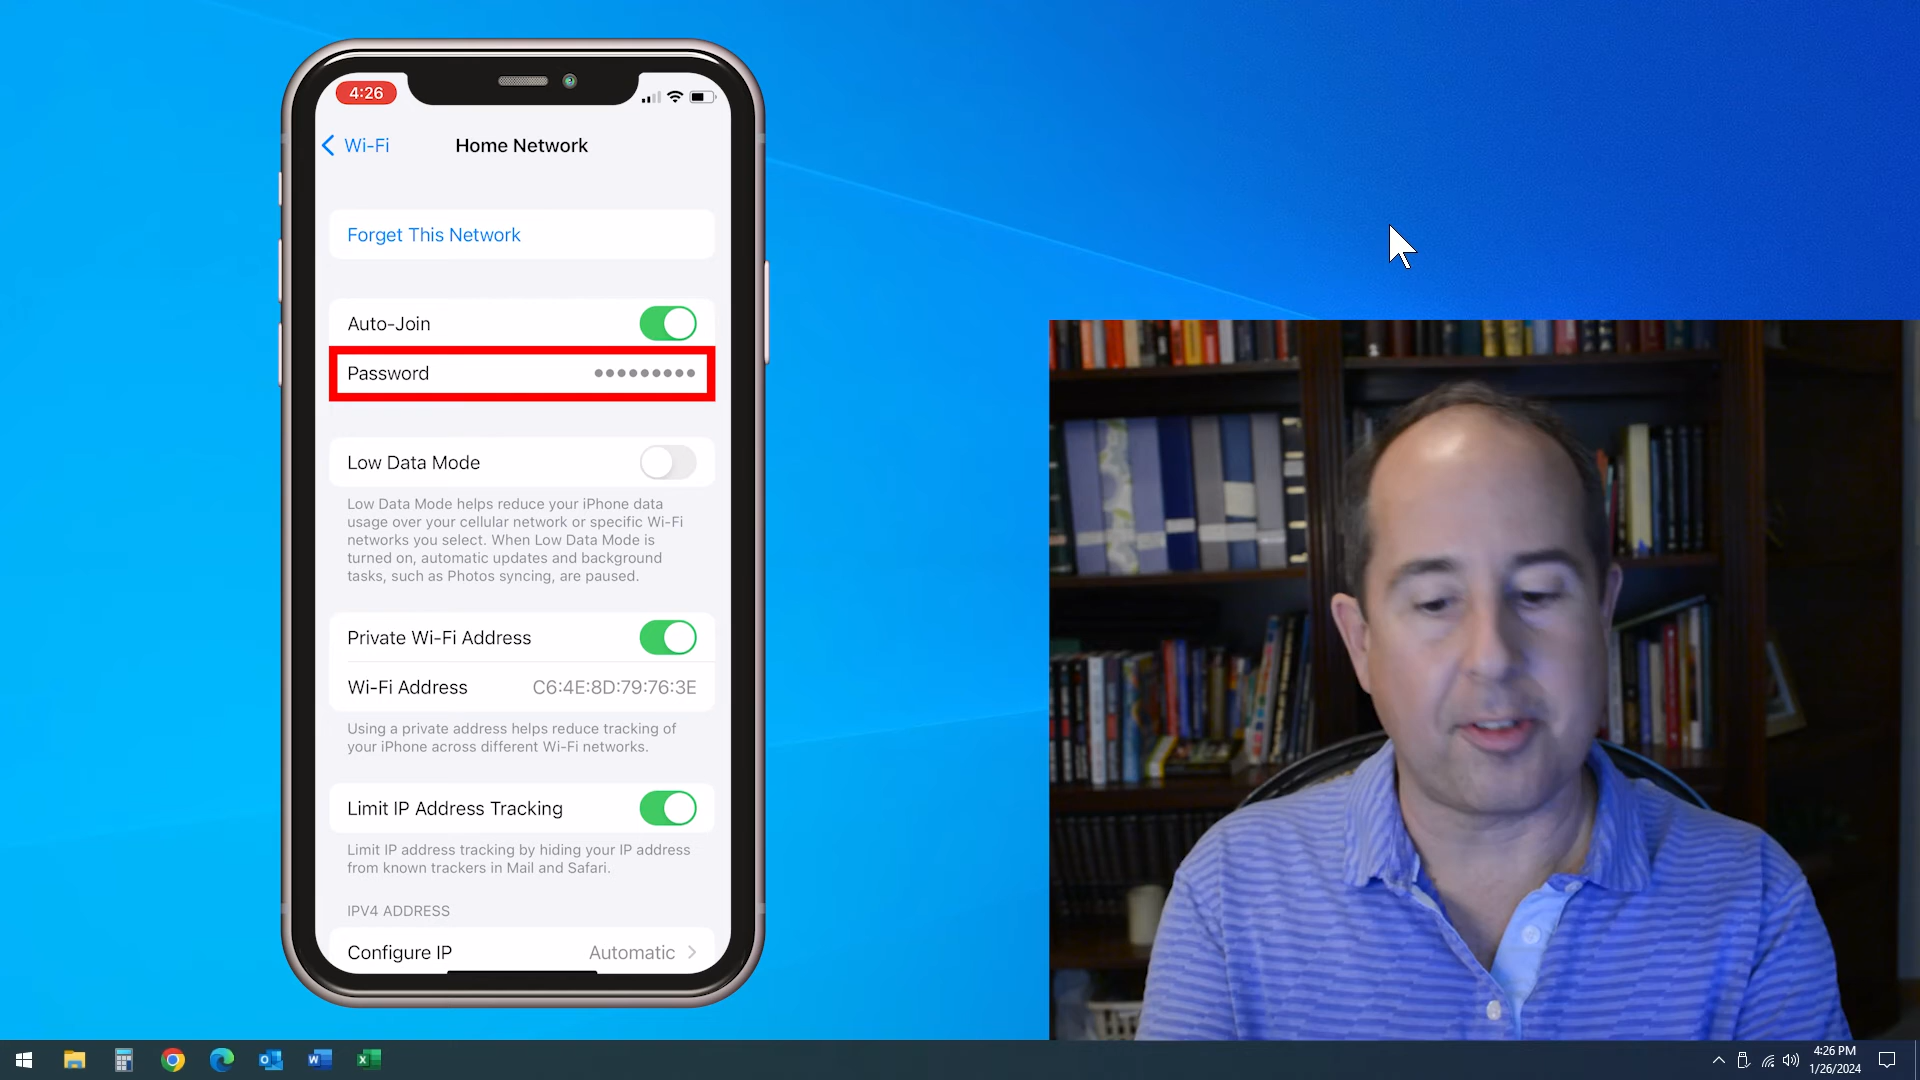 4:26
Wi-Fi
Home Network
Forget This Network
Auto-Join
Password
Low Data Mode
Low Data Mode helps reduce your iPhone data
usage over your cellular network or specific Wi-Fi
networks you select. When Low Data Mode is
turned on, automatic updates and background
tasks, such as Photos syncing, are paused.
Private Wi-Fi Address
Wi-Fi Address C6:4E:8D:79:76:3E
Using a private address helps reduce tracking of
your iPhone across different Wi-Fi networks.
Limit IP Address Tracking
Limit IP address tracking by hiding your IP address
from known trackers in Mail and Safari.
IPV4 ADDRESS
Configure IP Automatic
4:26 PM
1/26/2024